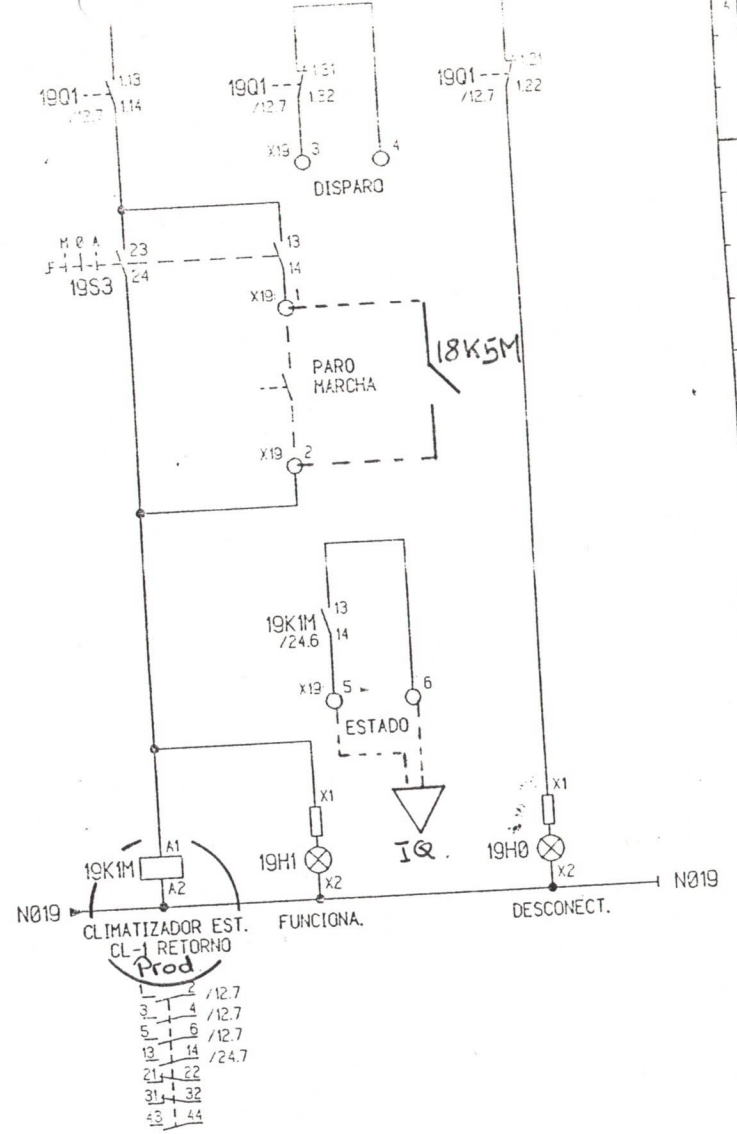 19Q1
/12.7
1.13
1.14
19Q1
/12.7
1.31
1.32
19Q1
/12.7
1.21
1.22
X19 3
4
DISPARO
M 0 A
19S3
23
24
13
14
X19 1
PARO
MARCHA
18K5M
X19 2
19K1M
/24.6
13
14
X19 5
6
ESTADO
IQ.
19K1M
A1
A2
X1
19H1
X2
X1
19H0
X2
N019
N019
CLIMATIZADOR EST.
CL-1 RETORNO
Prod
FUNCIONA.
DESCONECT.
1 2 /12.7
3 4 /12.7
5 6 /12.7
13 14 /24.7
21 22
31 32
43 44